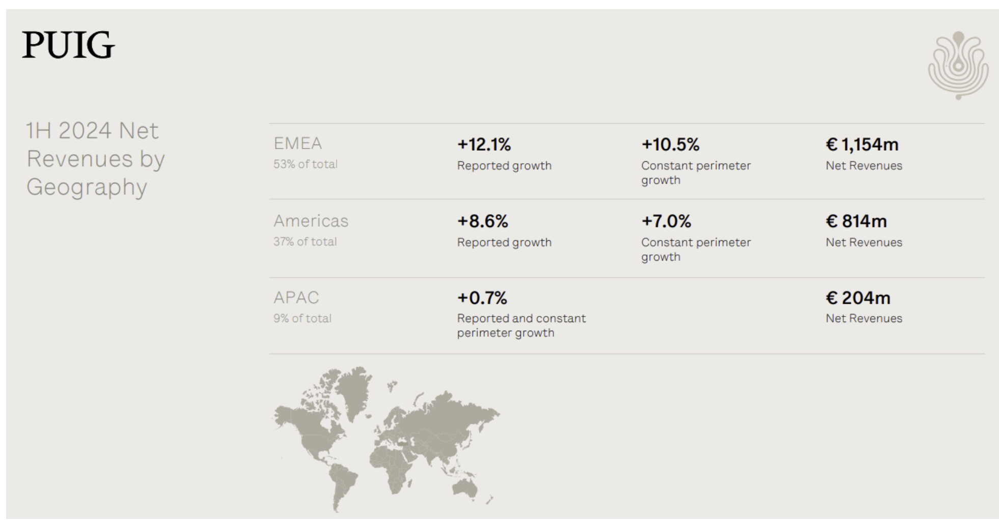 PUIG
1H 2024 Net
Revenues by
Geography
EMEA
53% of total
+12.1%
Reported growth
+10.5%
Constant perimeter
growth
€ 1,154m
Net Revenues
Americas
37% of total
+8.6%
Reported growth
+7.0%
Constant perimeter
growth
€ 814m
Net Revenues
APAC
9% of total
+0.7%
Reported and constant
perimeter growth
€ 204m
Net Revenues